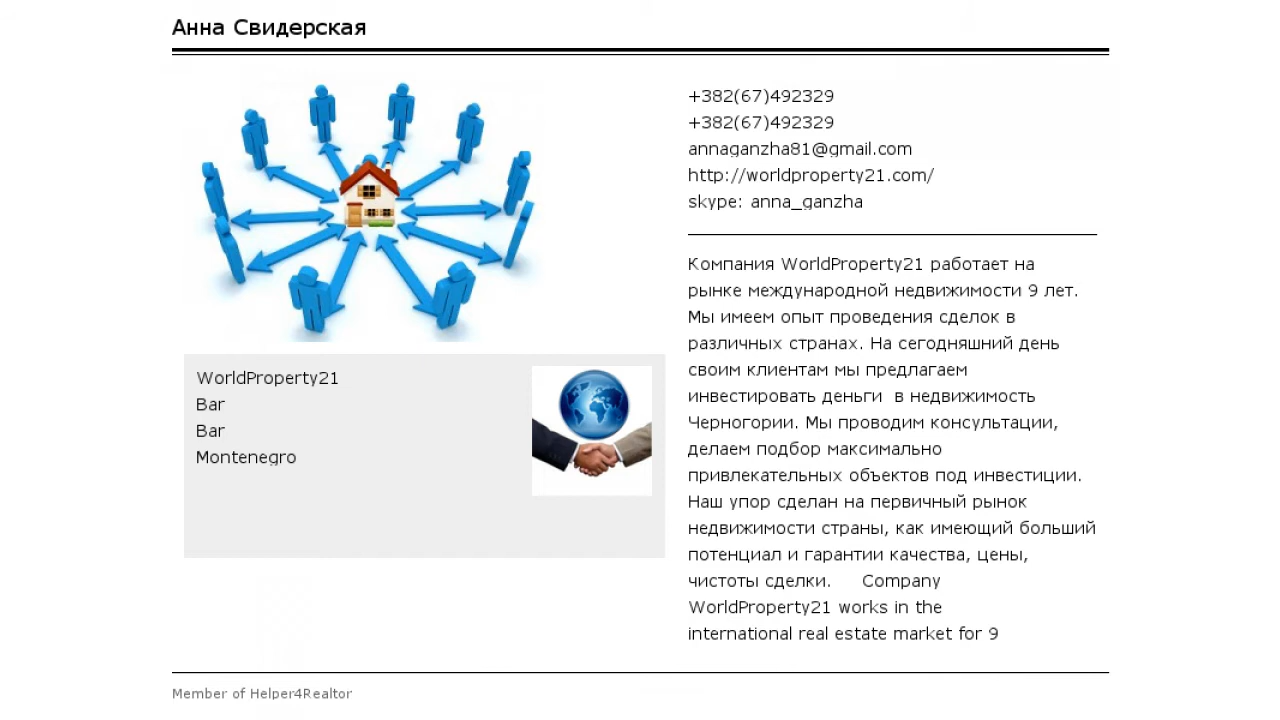 Анна Свидерская
+382(67)492329
+382(67)492329
annaganzha81@gmail.com
http://worldproperty21.com/
skype: anna_ganzha
WorldProperty21
Bar
Bar
Montenegro
Компания WorldProperty21 работает на
рынке международной недвижимости 9 лет.
Мы имеем опыт проведения сделок в
различных странах. На сегодняшний день
своим клиентам мы предлагаем
инвестировать деньги  в недвижимость
Черногории. Мы проводим консультации,
делаем подбор максимально
привлекательных объектов под инвестиции.
Наш упор сделан на первичный рынок
недвижимости страны, как имеющий больший
потенциал и гарантии качества, цены,
чистоты сделки.      Company
WorldProperty21 works in the
international real estate market for 9
Member of Helper4Realtor